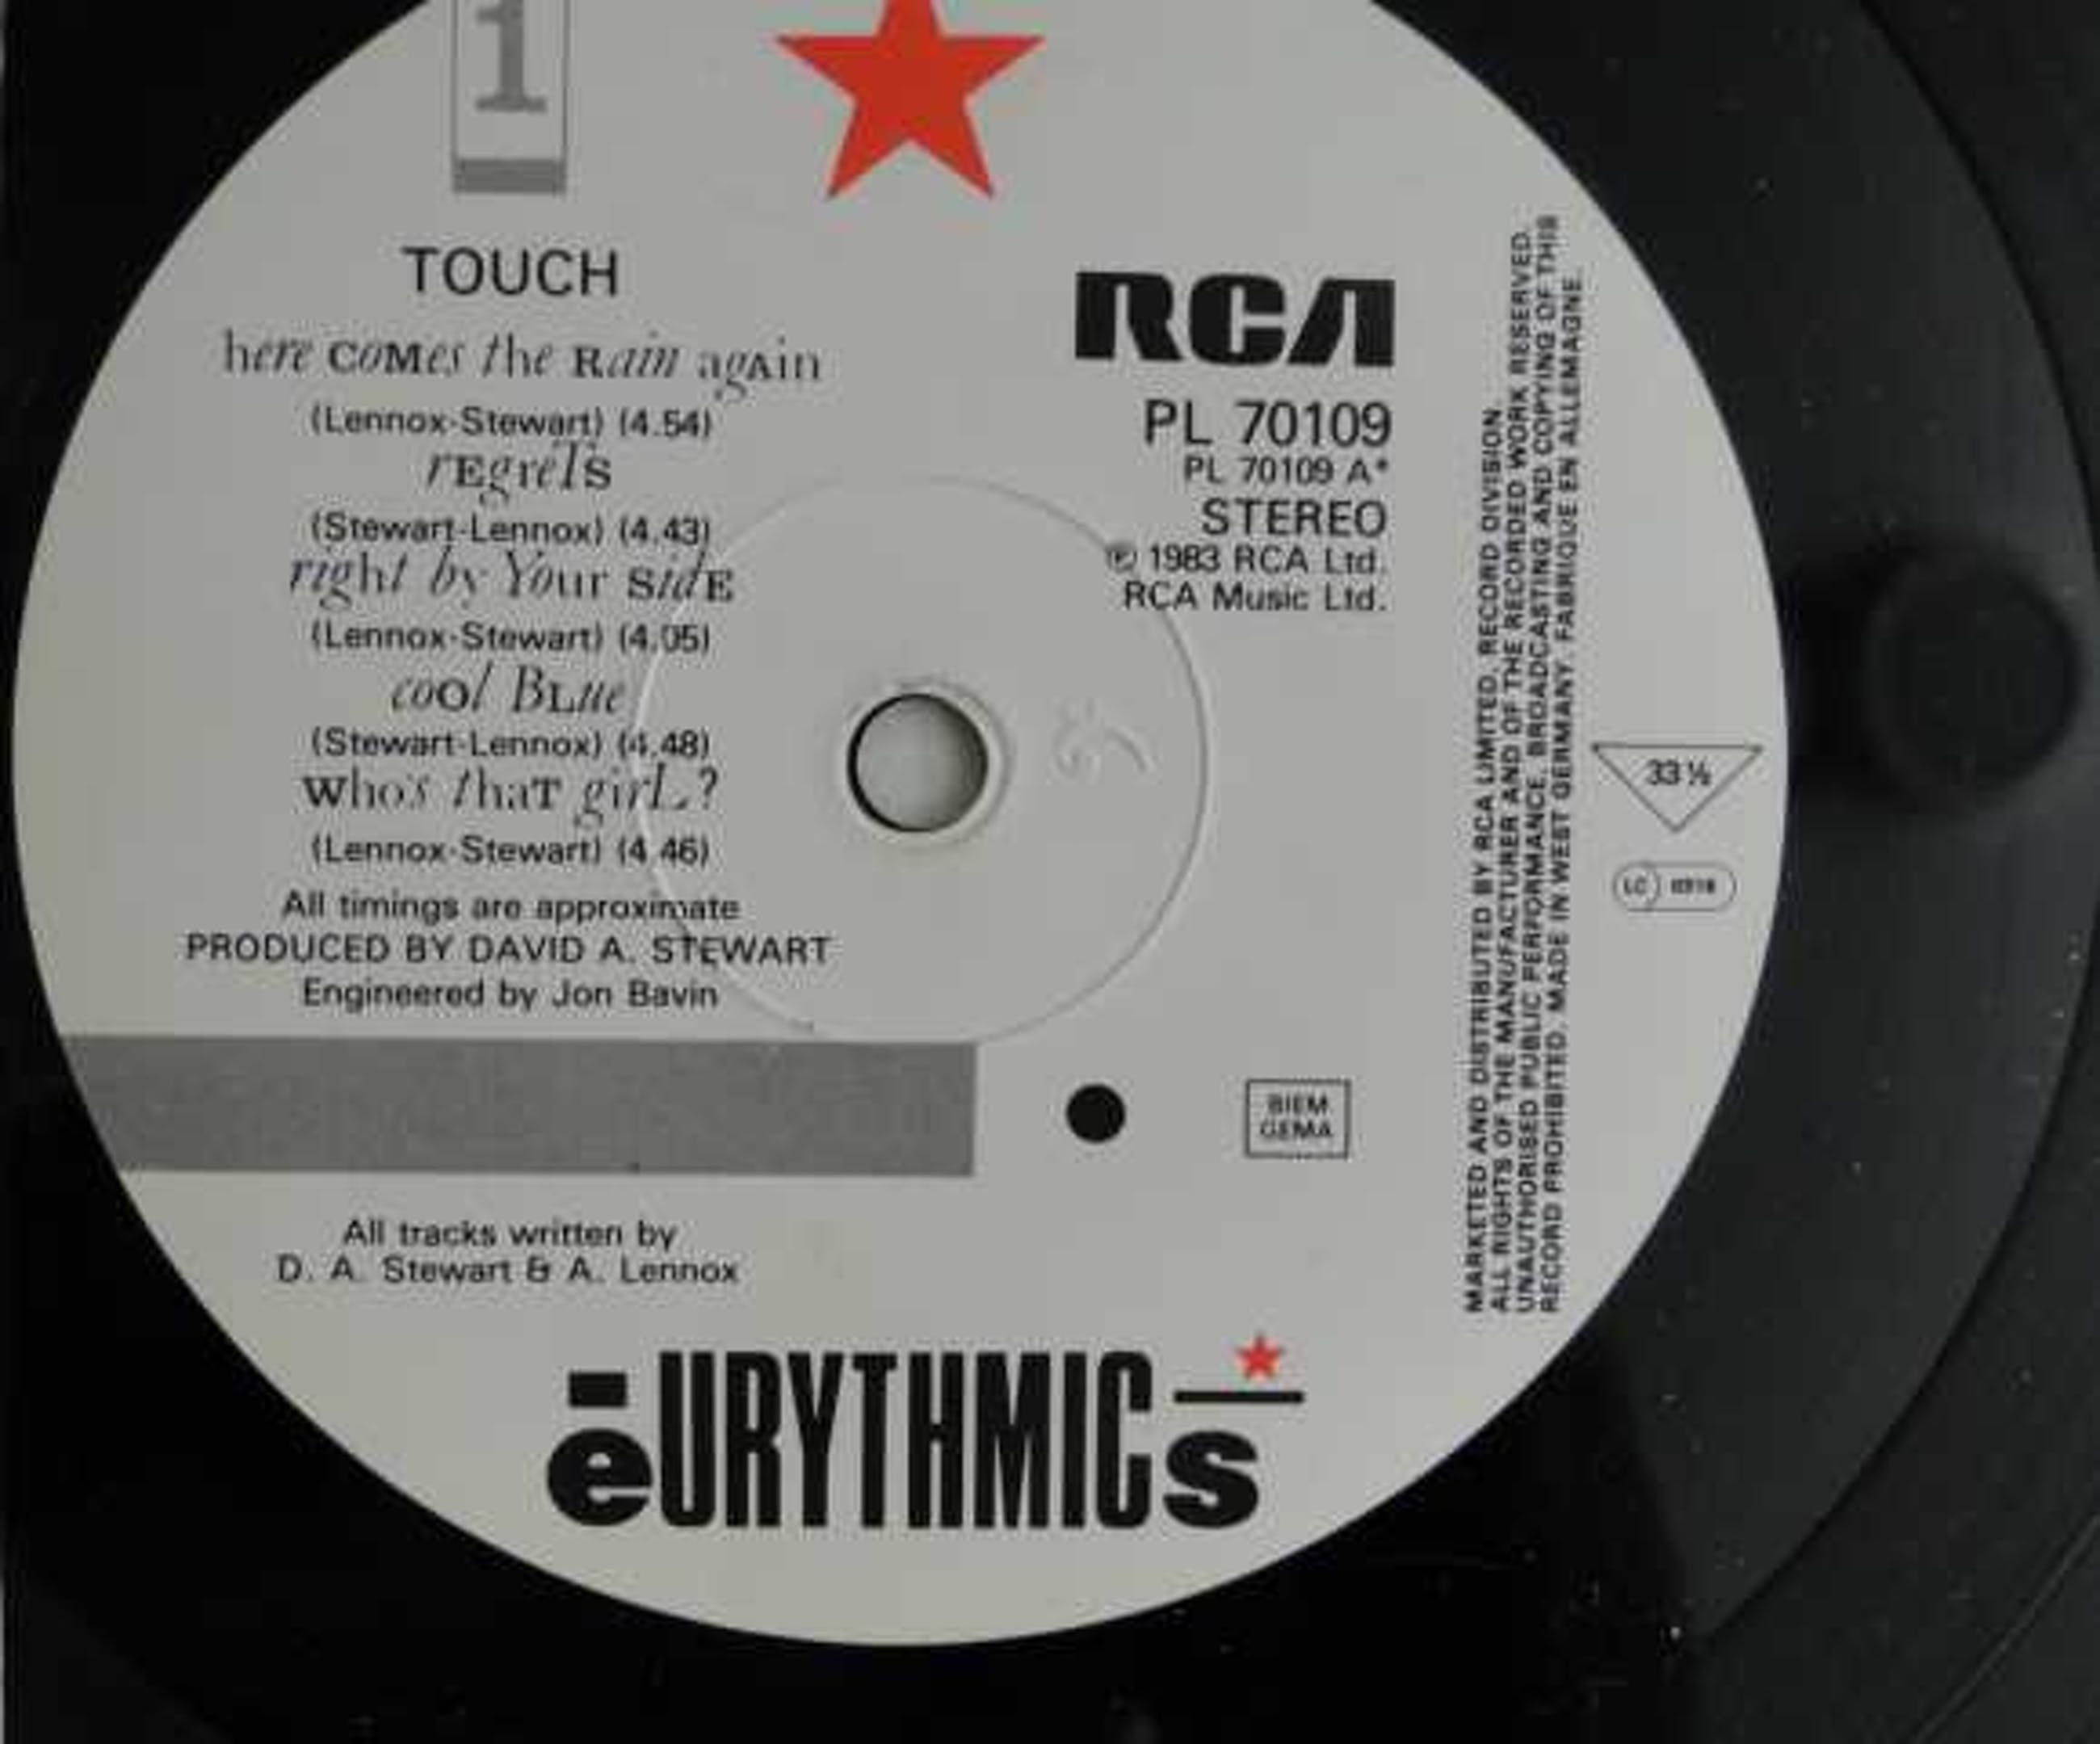 1
TOUCH
here COMes the Rain agAin
(Lennox-Stewart) (4.54)
rEgreTs
(Stewart-Lennox) (4.43)
right by Your SidE
(Lennox-Stewart) (4.05)
coOl BLue
(Stewart-Lennox) (4.48)
Who's thaT girL?
(Lennox-Stewart) (4.46)
All timings are approximate
PRODUCED BY DAVID A. STEWART
Engineered by Jon Bavin
RCA
PL 70109
PL 70109 A*
STEREO
℗ 1983 RCA Ltd.
RCA Music Ltd.
MARKETED AND DISTRIBUTED BY RCA LIMITED, RECORD DIVISION.
ALL RIGHTS OF THE MANUFACTURER AND OF THE RECORDED WORK RESERVED.
UNAUTHORISED PUBLIC PERFORMANCE, BROADCASTING AND COPYING OF THIS
RECORD PROHIBITED. MADE IN WEST GERMANY. FABRIQUE EN ALLEMAGNE.
33⅓
LC
BIEM
GEMA
All tracks written by
D. A. Stewart & A. Lennox
eURYTHMICs